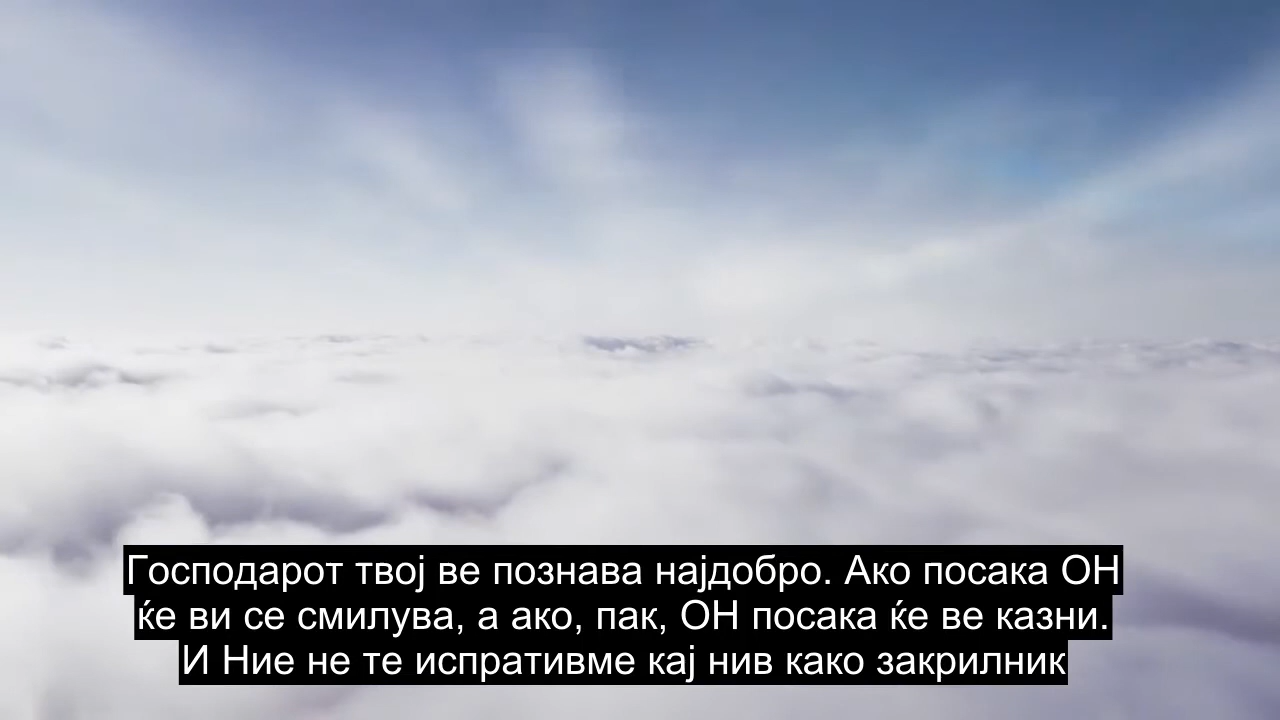 Господарот твој ве познава најдобро. Ако посака ОН
ќе ви се смилува, а ако, пак, ОН посака ќе ве казни.
И Ние не те испративме кај нив како закрилник